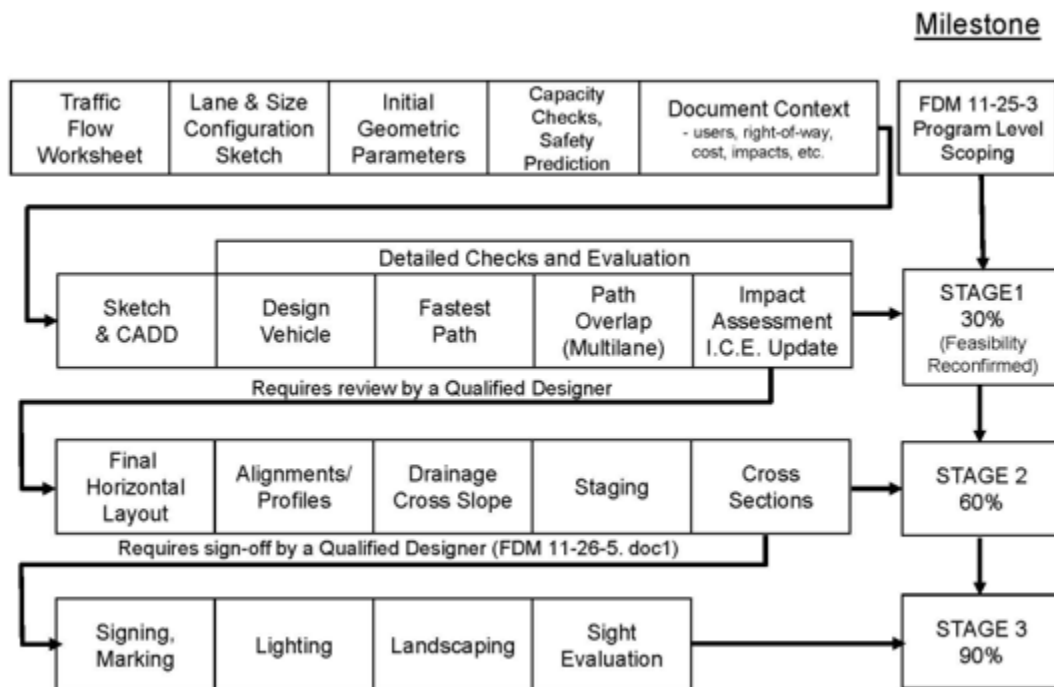 Milestone
Traffic
Flow
Worksheet
Lane & Size
Configuration
Sketch
Initial
Geometric
Parameters
Capacity
Checks,
Safety
Prediction
Document Context
- users, right-of-way,
cost, impacts, etc.
FDM 11-25-3
Program Level
Scoping
Detailed Checks and Evaluation
Sketch
& CADD
Design
Vehicle
Fastest
Path
Path
Overlap
(Multilane)
Impact
Assessment
I.C.E. Update
STAGE1
30%
(Feasibility
Reconfirmed)
Requires review by a Qualified Designer
Final
Horizontal
Layout
Alignments/
Profiles
Drainage
Cross Slope
Staging
Cross
Sections
STAGE 2
60%
Requires sign-off by a Qualified Designer (FDM 11-26-5. doc1)
Signing,
Marking
Lighting
Landscaping
Sight
Evaluation
STAGE 3
90%